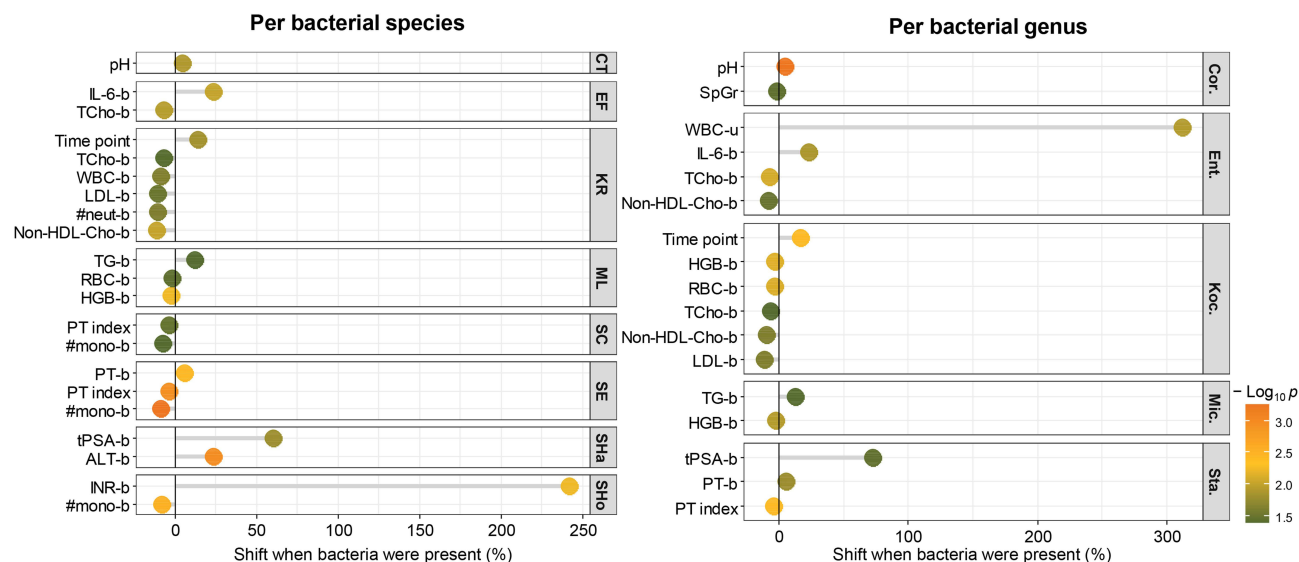 Per bacterial species
pH
CT
IL-6-b
TCho-b
EF
Time point
TCho-b
WBC-b
LDL-b
#neut-b
Non-HDL-Cho-b
KR
TG-b
RBC-b
HGB-b
ML
PT index
#mono-b
SC
PT-b
PT index
#mono-b
SE
tPSA-b
ALT-b
SHa
INR-b
#mono-b
SHo
0 50 100 150 200 250
Shift when bacteria were present (%)
Per bacterial genus
pH
SpGr
Cor.
WBC-u
IL-6-b
TCho-b
Non-HDL-Cho-b
Ent.
Time point
HGB-b
RBC-b
TCho-b
Non-HDL-Cho-b
LDL-b
Koc.
TG-b
HGB-b
Mic.
tPSA-b
PT-b
PT index
Sta.
0 100 200 300
Shift when bacteria were present (%)
− Log₁₀ p
3.0
2.5
2.0
1.5